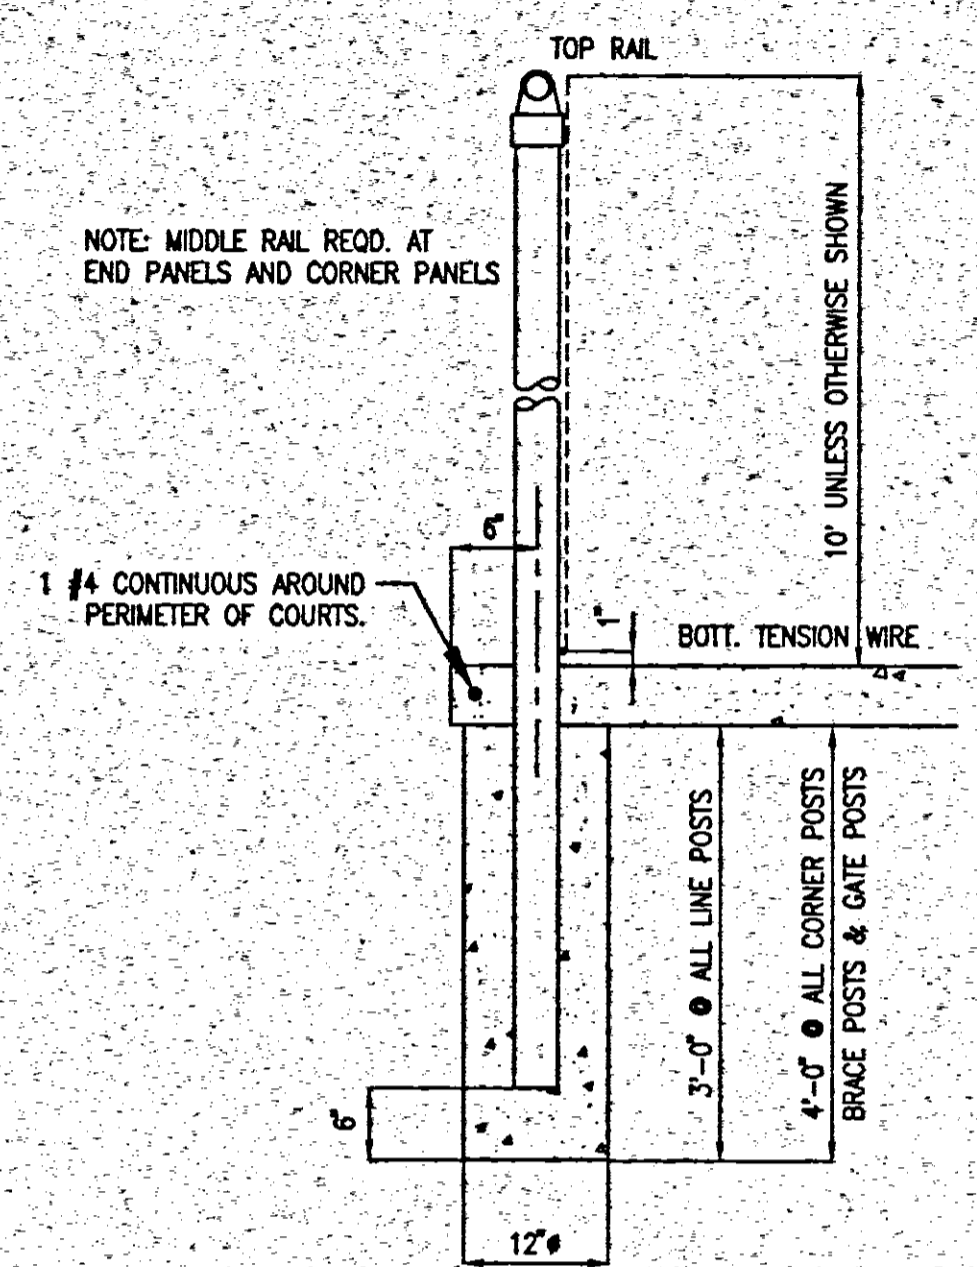 TOP RAIL
NOTE: MIDDLE RAIL REQD. AT
END PANELS AND CORNER PANELS
10' UNLESS OTHERWISE SHOWN
6"
1 #4 CONTINUOUS AROUND
PERIMETER OF COURTS.
1"
BOTT. TENSION WIRE
3'-0" @ ALL LINE POSTS
4'-0" @ ALL CORNER POSTS
BRACE POSTS & GATE POSTS
6"
12"ø